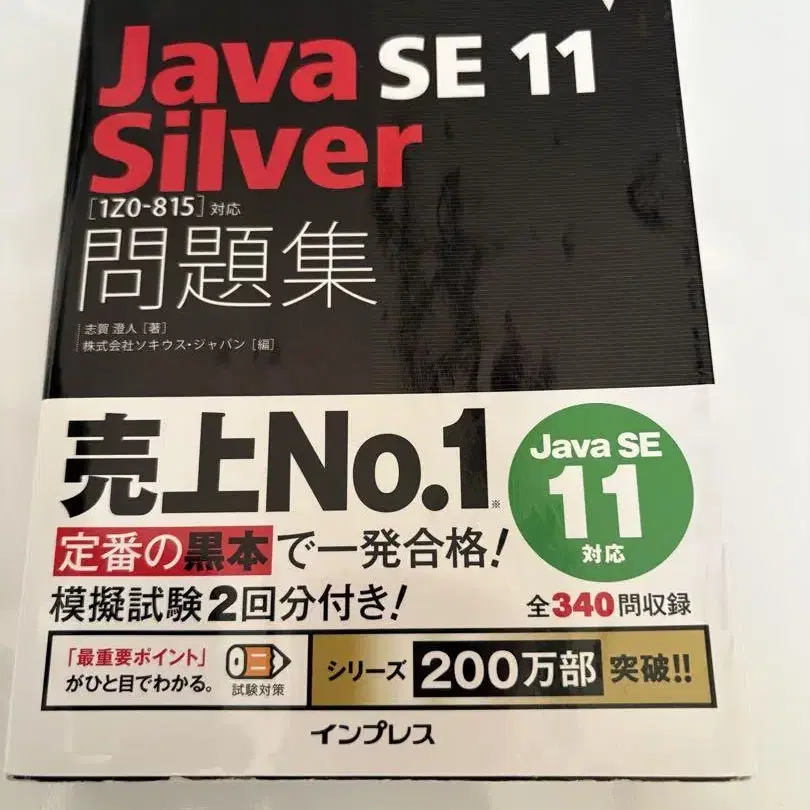 Java SE 11
Silver
[1Z0-815] 対応
問題集
志賀 澄人 [著]
株式会社ソキウス・ジャパン [編]
売上No.1
※
Java SE
11
対応
定番の黒本で一発合格!
模擬試験2回分付き!
全340問収録
「最重要ポイント」
がひと目でわかる。
試験対策
シリーズ 200万部 突破!!
インプレス